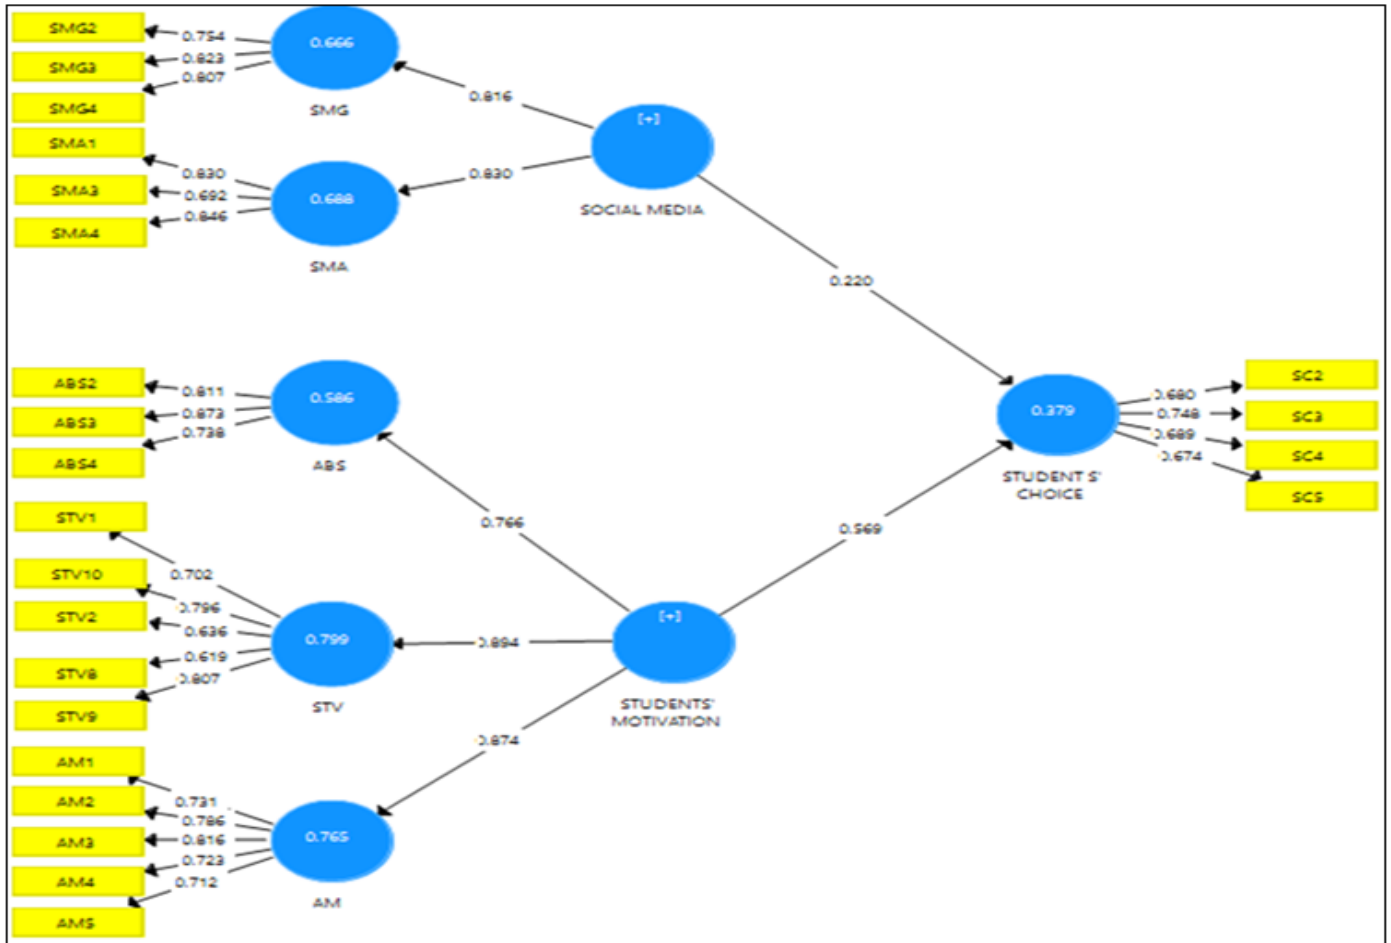 SMG2
0.754
0.666
SMG3
0.823
0.807
SMG4
SMG
0.816
[+]
SOCIAL MEDIA
SMA1
0.830
SMA3
0.692
0.688
0.830
0.846
SMA4
SMA
0.220
ABS2
0.811
0.586
ABS3
0.873
0.738
ABS4
ABS
0.379
STUDENT S'
CHOICE
0.680
SC2
0.748
SC3
0.689
SC4
0.674
SC5
0.766
0.569
STV1
0.702
STV10
0.796
STV2
0.636
0.799
0.619
STV8
0.807
STV9
STV
0.894
[+]
STUDENTS'
MOTIVATION
0.874
AM1
0.731
AM2
0.786
AM3
0.816
0.765
0.723
AM4
0.712
AM5
AM